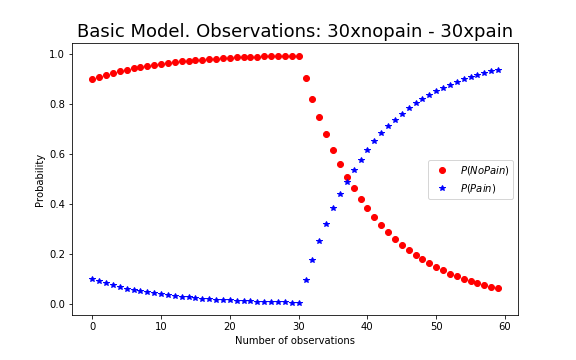 Basic Model. Observations: 30xnopain - 30xpain
1.0
0.8
0.6
0.4
0.2
0.0
Probability
P(NoPain)
P(Pain)
0 10 20 30 40 50 60
Number of observations